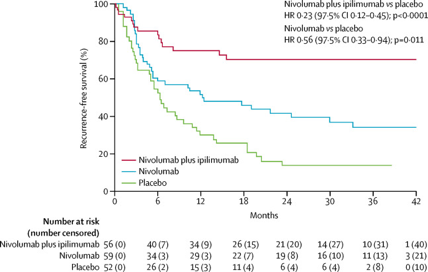 Nivolumab plus ipilimumab vs placebo
HR 0·23 (97·5% CI 0·12–0·45); p<0·0001
Nivolumab vs placebo
HR 0·56 (97·5% CI 0·33–0·94); p=0·011
Recurrence-free survival (%)
100
80
60
40
20
0
Nivolumab plus ipilimumab
Nivolumab
Placebo
0 6 12 18 24 30 36 42
Months
Number at risk
(number censored)
Nivolumab plus ipilimumab 56 (0) 40 (7) 34 (9) 26 (15) 21 (20) 14 (27) 10 (31) 1 (40)
Nivolumab 59 (0) 34 (3) 29 (3) 22 (7) 19 (8) 16 (10) 11 (13) 3 (21)
Placebo 52 (0) 26 (2) 15 (3) 11 (4) 6 (4) 6 (4) 2 (8) 0 (10)